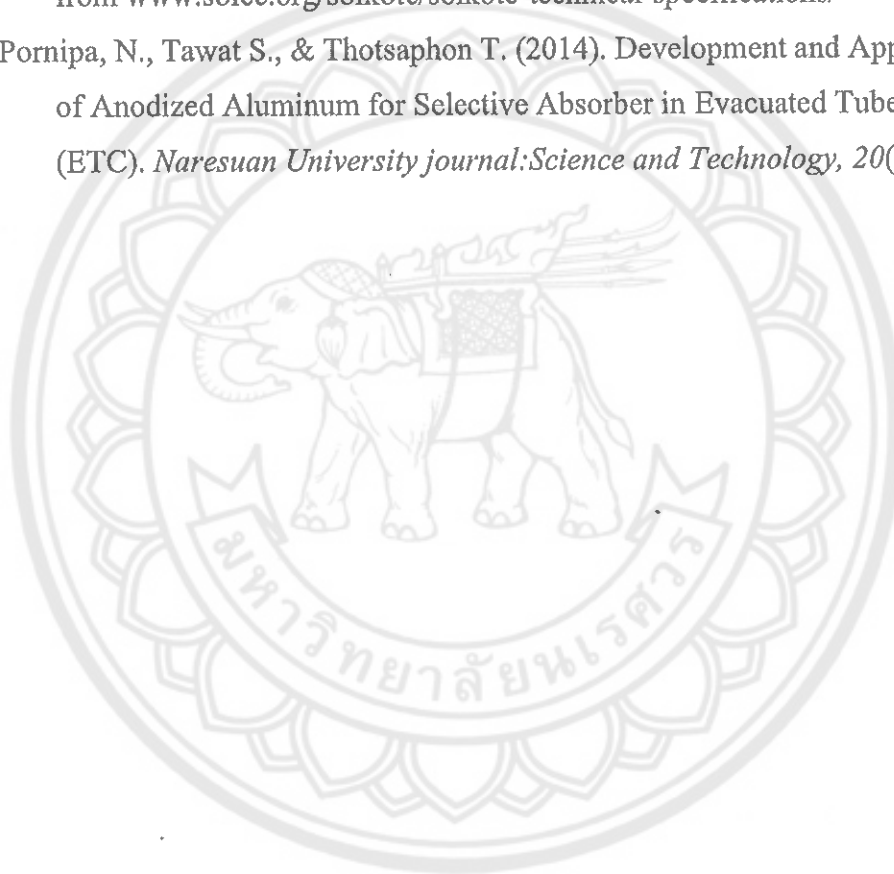 from www.solec.org/solkote/solkote-technical-specifications/
Pornipa, N., Tawat S., & Thotsaphon T. (2014). Development and App
of Anodized Aluminum for Selective Absorber in Evacuated Tube
(ETC). Naresuan University journal:Science and Technology, 20(
มหาวิทยาลัยนเรศวร